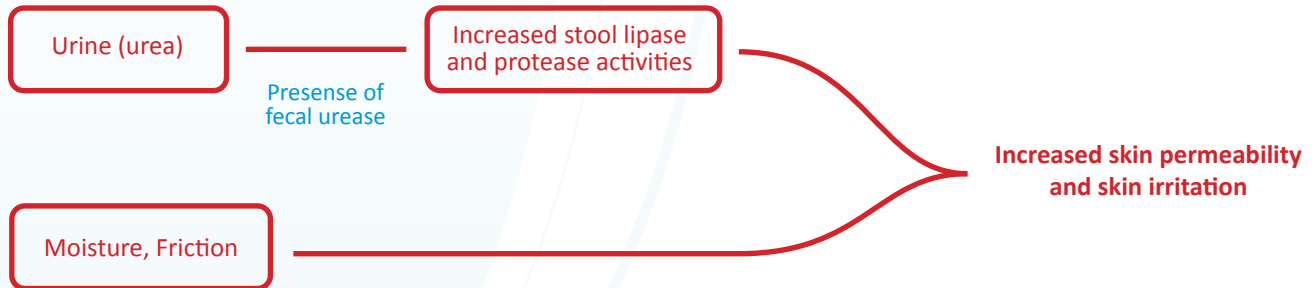 Urine (urea)
Presense of
fecal urease
Increased stool lipase
and protease activities
Increased skin permeability
and skin irritation
Moisture, Friction